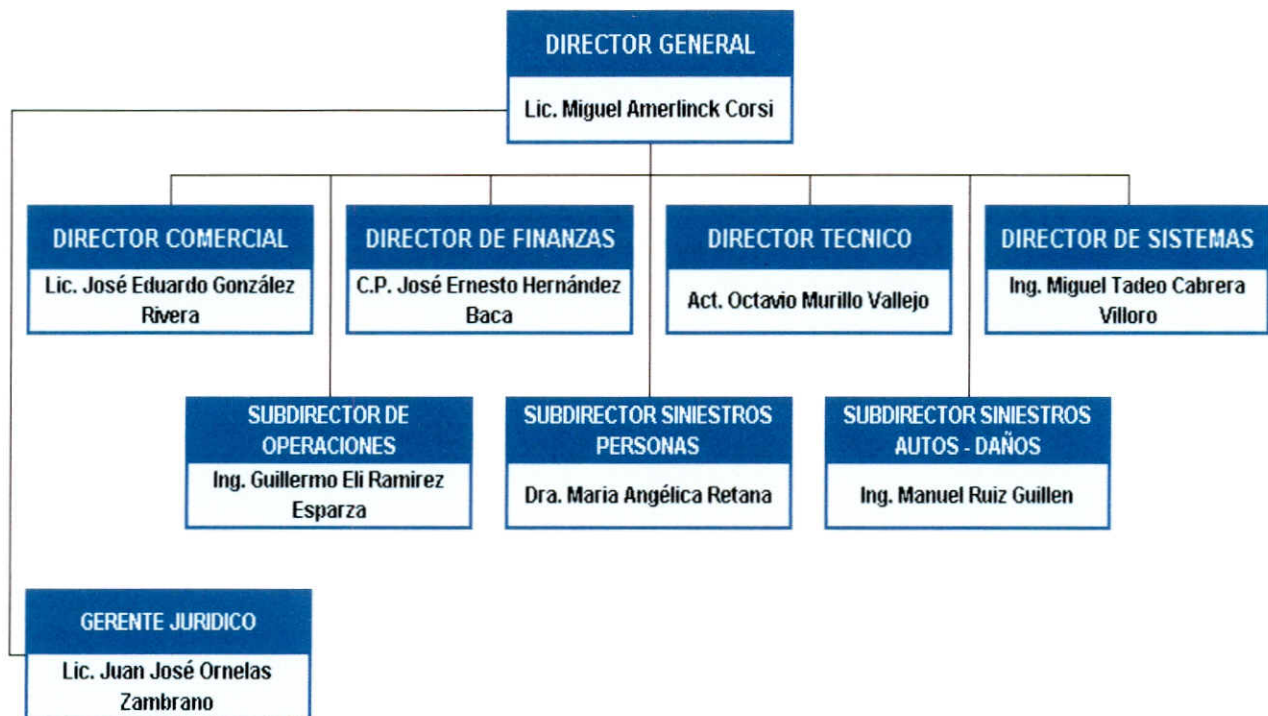 DIRECTOR GENERAL
Lic. Miguel Amerlinck Corsi
DIRECTOR COMERCIAL
Lic. José Eduardo González
Rivera
DIRECTOR DE FINANZAS
C.P. José Ernesto Hernández
Baca
DIRECTOR TECNICO
Act. Octavio Murillo Vallejo
DIRECTOR DE SISTEMAS
Ing. Miguel Tadeo Cabrera
Villoro
SUBDIRECTOR DE
OPERACIONES
Ing. Guillermo Eli Ramirez
Esparza
SUBDIRECTOR SINIESTROS
PERSONAS
Dra. Maria Angélica Retana
SUBDIRECTOR SINIESTROS
AUTOS - DAÑOS
Ing. Manuel Ruiz Guillen
GERENTE JURIDICO
Lic. Juan José Ornelas
Zambrano